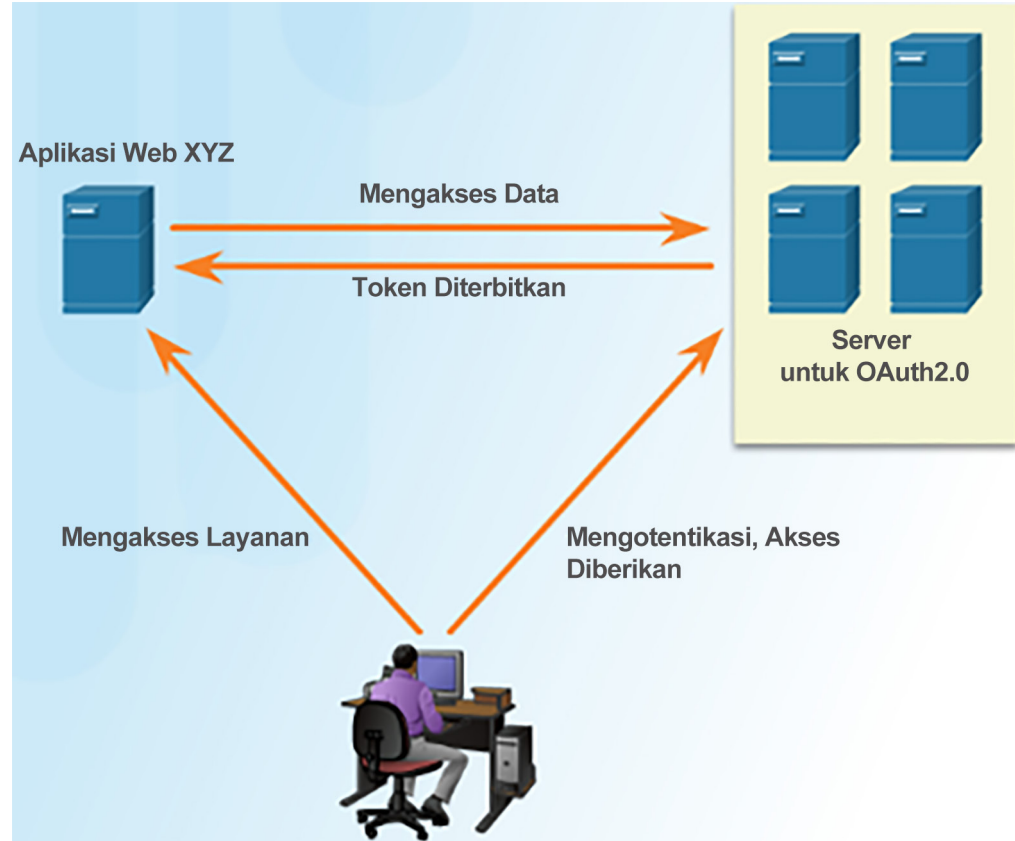 Aplikasi Web XYZ
Mengakses Data
Token Diterbitkan
Server
untuk OAuth2.0
Mengakses Layanan
Mengotentikasi, Akses
Diberikan